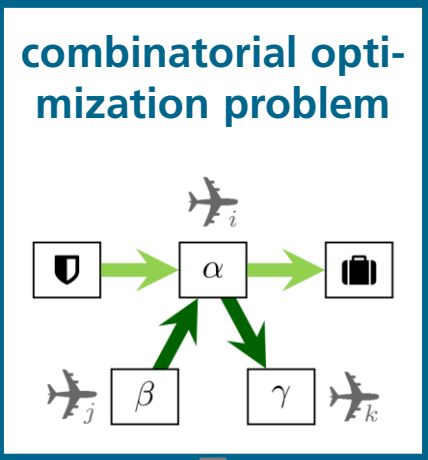 combinatorial opti-
mization problem
i
α
j β γ k